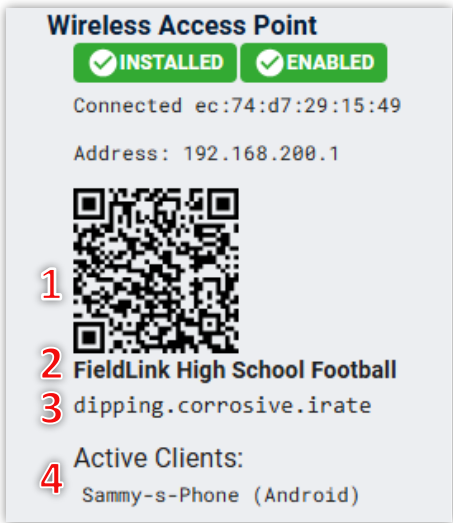 Wireless Access Point
INSTALLED ENABLED
Connected ec:74:d7:29:15:49
Address: 192.168.200.1
1
2 FieldLink High School Football
3 dipping.corrosive.irate
Active Clients:
4
Sammy-s-Phone (Android)